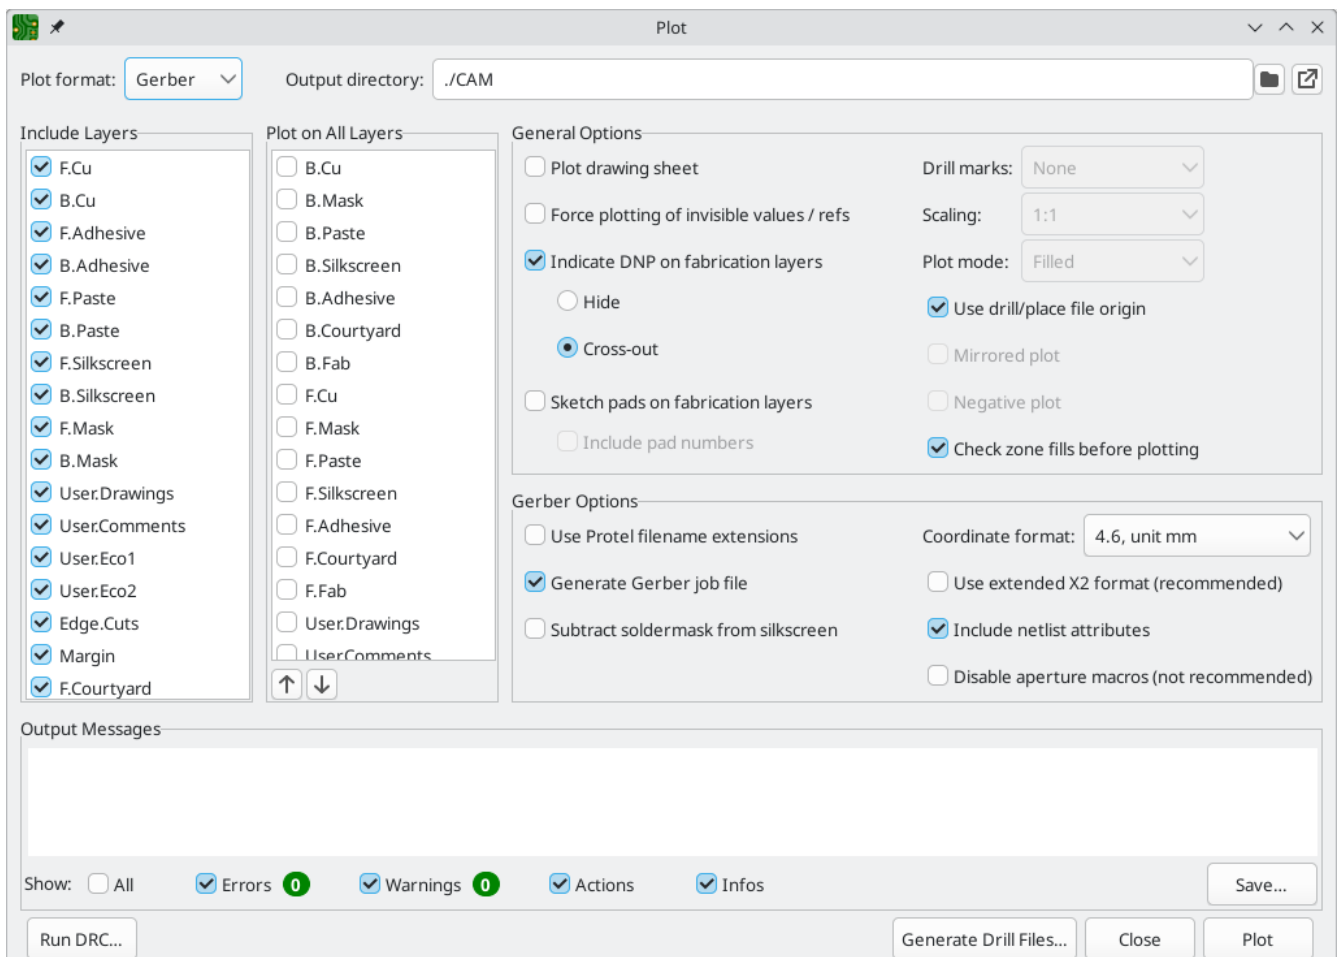 Plot
Plot format: Gerber Output directory: ./CAM
Include Layers
F.Cu
B.Cu
F.Adhesive
B.Adhesive
F.Paste
B.Paste
F.Silkscreen
B.Silkscreen
F.Mask
B.Mask
User.Drawings
User.Comments
User.Eco1
User.Eco2
Edge.Cuts
Margin
F.Courtyard
Plot on All Layers
B.Cu
B.Mask
B.Paste
B.Silkscreen
B.Adhesive
B.Courtyard
B.Fab
F.Cu
F.Mask
F.Paste
F.Silkscreen
F.Adhesive
F.Courtyard
F.Fab
User.Drawings
User.Comments
General Options
Plot drawing sheet
Force plotting of invisible values / refs
Indicate DNP on fabrication layers
Hide
Cross-out
Sketch pads on fabrication layers
Include pad numbers
Drill marks: None
Scaling: 1:1
Plot mode: Filled
Use drill/place file origin
Mirrored plot
Negative plot
Check zone fills before plotting
Gerber Options
Use Protel filename extensions
Generate Gerber job file
Subtract soldermask from silkscreen
Coordinate format: 4.6, unit mm
Use extended X2 format (recommended)
Include netlist attributes
Disable aperture macros (not recommended)
Output Messages
Show: All Errors 0 Warnings 0 Actions Infos Save...
Run DRC... Generate Drill Files... Close Plot